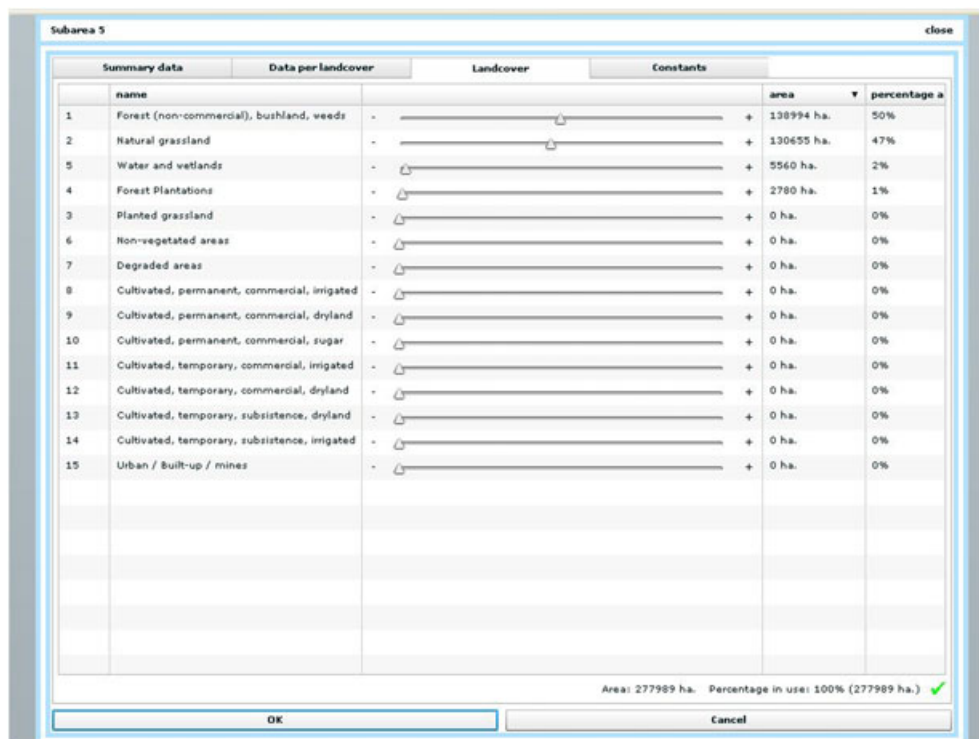 Subarea 5 close
Summary data Data per landcover Landcover Constants
name area ▼ percentage a
1 Forest (non-commercial), bushland, weeds - + 138994 ha. 50%
2 Natural grassland - + 130655 ha. 47%
5 Water and wetlands - + 5560 ha. 2%
4 Forest Plantations - + 2780 ha. 1%
3 Planted grassland - + 0 ha. 0%
6 Non-vegetated areas - + 0 ha. 0%
7 Degraded areas - + 0 ha. 0%
8 Cultivated, permanent, commercial, irrigated - + 0 ha. 0%
9 Cultivated, permanent, commercial, dryland - + 0 ha. 0%
10 Cultivated, permanent, commercial, sugar - + 0 ha. 0%
11 Cultivated, temporary, commercial, irrigated - + 0 ha. 0%
12 Cultivated, temporary, commercial, dryland - + 0 ha. 0%
13 Cultivated, temporary, subsistence, dryland - + 0 ha. 0%
14 Cultivated, temporary, subsistence, irrigated - + 0 ha. 0%
15 Urban / Built-up / mines - + 0 ha. 0%
Area: 277989 ha. Percentage in use: 100% (277989 ha.)
OK Cancel